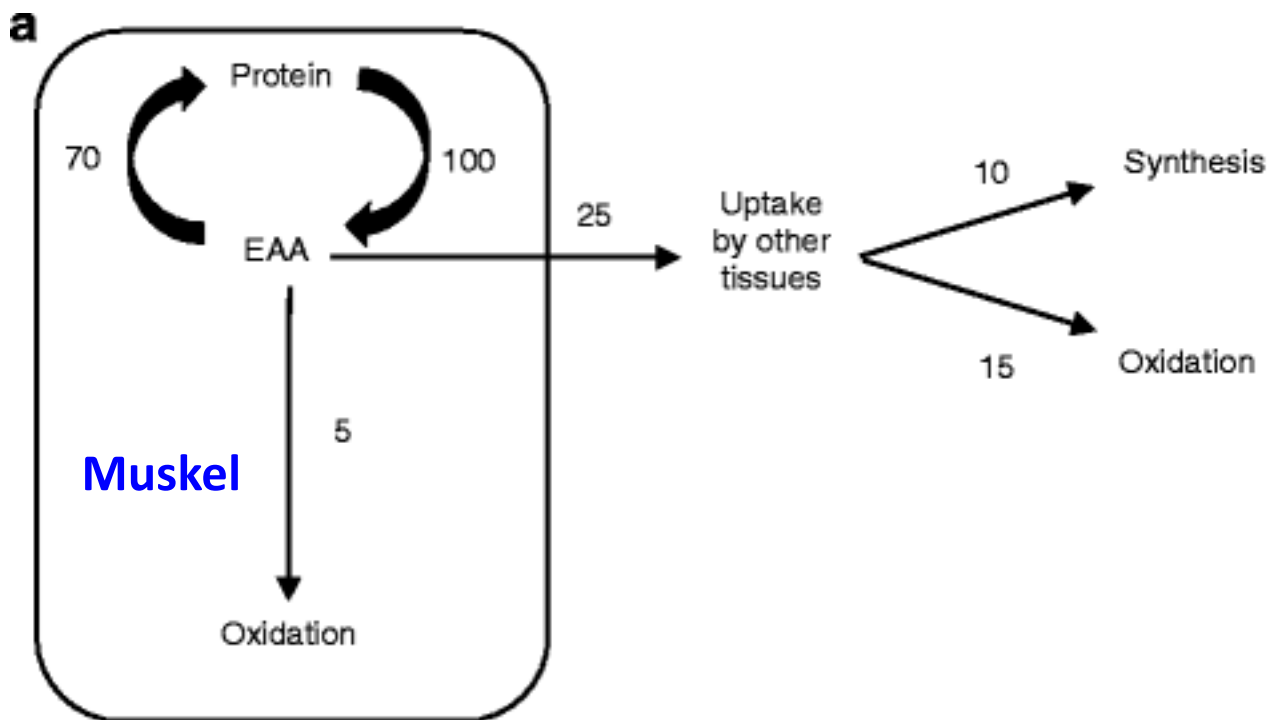 a
Protein
70
100
EAA
25
Uptake
by other
tissues
10
Synthesis
15
Oxidation
5
Muskel
Oxidation